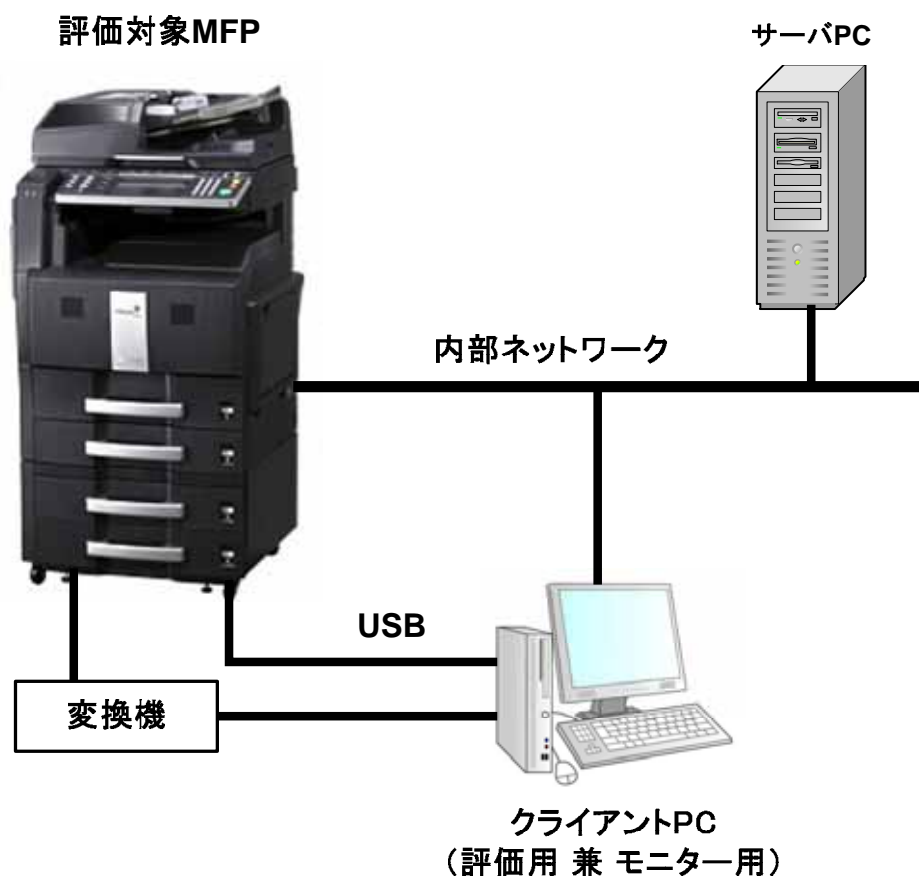 評価対象MFP
サーバPC
内部ネットワーク
USB
変換機
クライアントPC
（評価用 兼 モニター用）